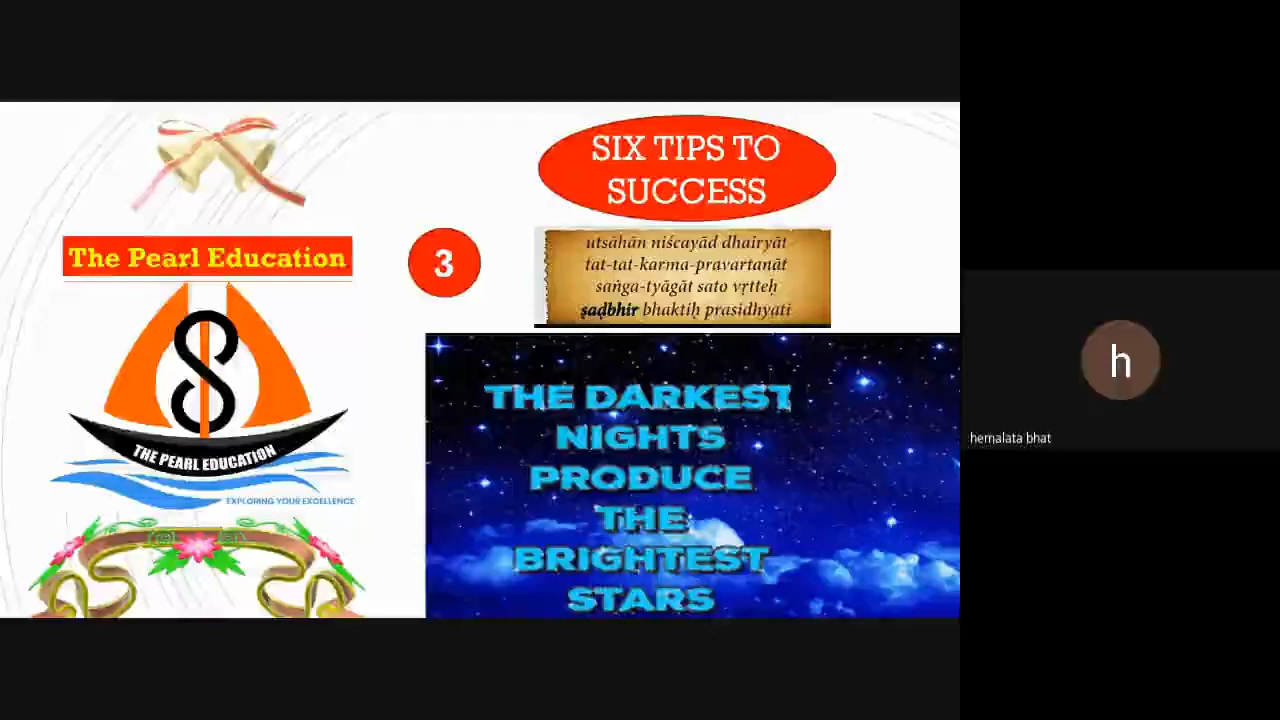 SIX TIPS TO
SUCCESS
The Pearl Education
3
utsāhān niścayād dhairyāt
tat-tat-karma-pravartanāt
saṅga-tyāgāt sato vṛtteḥ
ṣaḍbhir bhaktiḥ prasidhyati
THE PEARL EDUCATION
EXPLORING YOUR EXCELLENCE
THE DARKEST
NIGHTS
PRODUCE
THE
BRIGHTEST
STARS
h
hemalata bhat